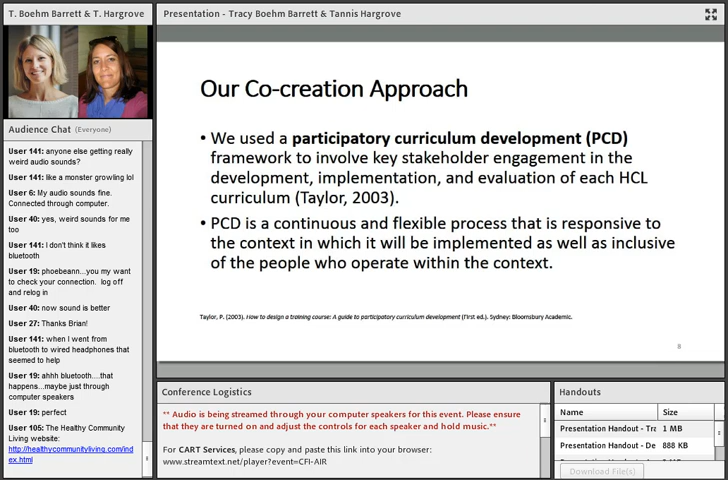 T. Boehm Barrett & T. Hargrove
Presentation - Tracy Boehm Barrett & Tannis Hargrove
Audience Chat (Everyone)
User 141: anyone else getting really
weird audio sounds?
User 141: like a monster growling lol
User 6: My audio sounds fine.
Connected through computer.
User 40: yes, weird sounds for me
too
User 141: I don't think it likes
bluetooth
User 19: phoebeann...you my want
to check your connection.  log off
and relog in
User 40: now sound is better
User 27: Thanks Brian!
User 141: when I went from
bluetooth to wired headphones that
seemed to help
User 19: ahhh bluetooth....that
happens...maybe just through
computer speakers
User 19: perfect
User 105: The Healthy Community
Living website:
http://healthycommunityliving.com/ind
ex.html
Our Co-creation Approach
• We used a participatory curriculum development (PCD)
framework to involve key stakeholder engagement in the
development, implementation, and evaluation of each HCL
curriculum (Taylor, 2003).
• PCD is a continuous and flexible process that is responsive to
the context in which it will be implemented as well as inclusive
of the people who operate within the context.
Taylor, P. (2003). How to design a training course: A guide to participatory curriculum development (First ed.). Sydney: Bloomsbury Academic.
8
Conference Logistics
** Audio is being streamed through your computer speakers for this event. Please ensure
that they are turned on and adjust the controls for each speaker and hold music.**
For CART Services, please copy and paste this link into your browser:
www.streamtext.net/player?event=CFI-AIR
Handouts
Name Size
Presentation Handout - Tra 1 MB
Presentation Handout - De 888 KB
Download File(s)